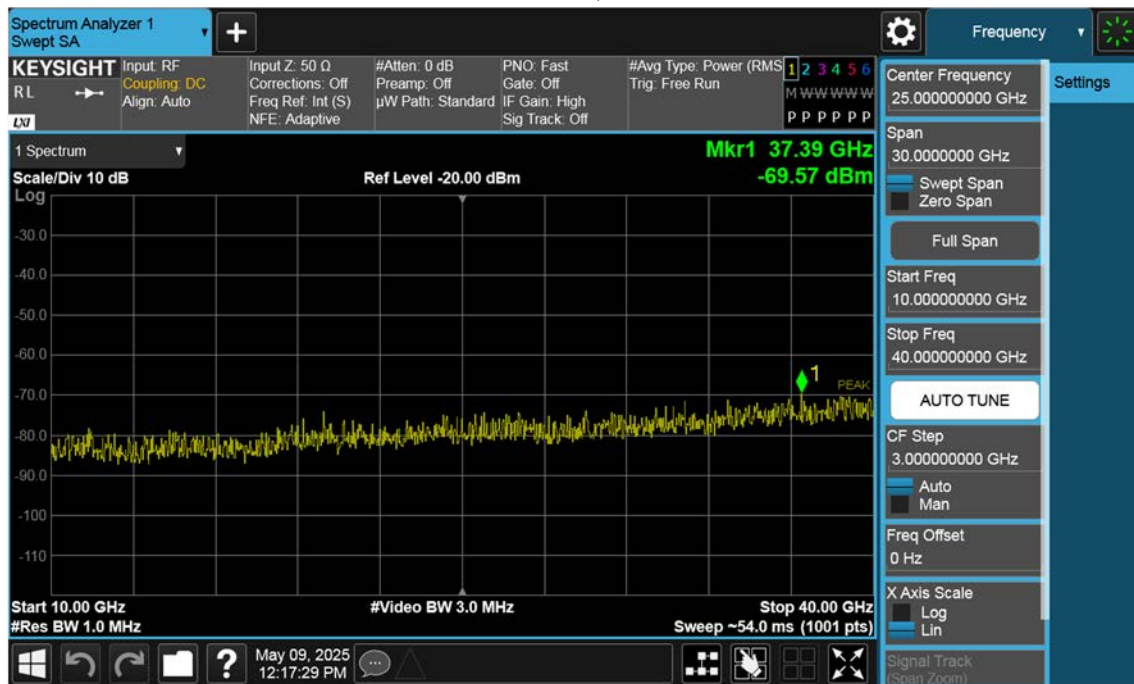 Spectrum Analyzer 1
Swept SA
+
Frequency
KEYSIGHT
RL
LXI
Input: RF
Coupling: DC
Align: Auto
Input Z: 50 Ω
Corrections: Off
Freq Ref: Int (S)
NFE: Adaptive
#Atten: 0 dB
Preamp: Off
µW Path: Standard
PNO: Fast
Gate: Off
IF Gain: High
Sig Track: Off
#Avg Type: Power (RMS
Trig: Free Run
1 2 3 4 5 6
M W W W W W
P P P P P P
1 Spectrum
Scale/Div 10 dB
Log
Ref Level -20.00 dBm
Mkr1 37.39 GHz
-69.57 dBm
-30.0
-40.0
-50.0
-60.0
-70.0
-80.0
-90.0
-100
-110
1
PEAK
Start 10.00 GHz
#Res BW 1.0 MHz
#Video BW 3.0 MHz
Stop 40.00 GHz
Sweep ~54.0 ms (1001 pts)
Center Frequency
25.000000000 GHz
Span
30.0000000 GHz
Swept Span
Zero Span
Full Span
Start Freq
10.000000000 GHz
Stop Freq
40.000000000 GHz
AUTO TUNE
CF Step
3.000000000 GHz
Auto
Man
Freq Offset
0 Hz
X Axis Scale
Log
Lin
Signal Track
(Span Zoom)
Settings
?
May 09, 2025
12:17:29 PM